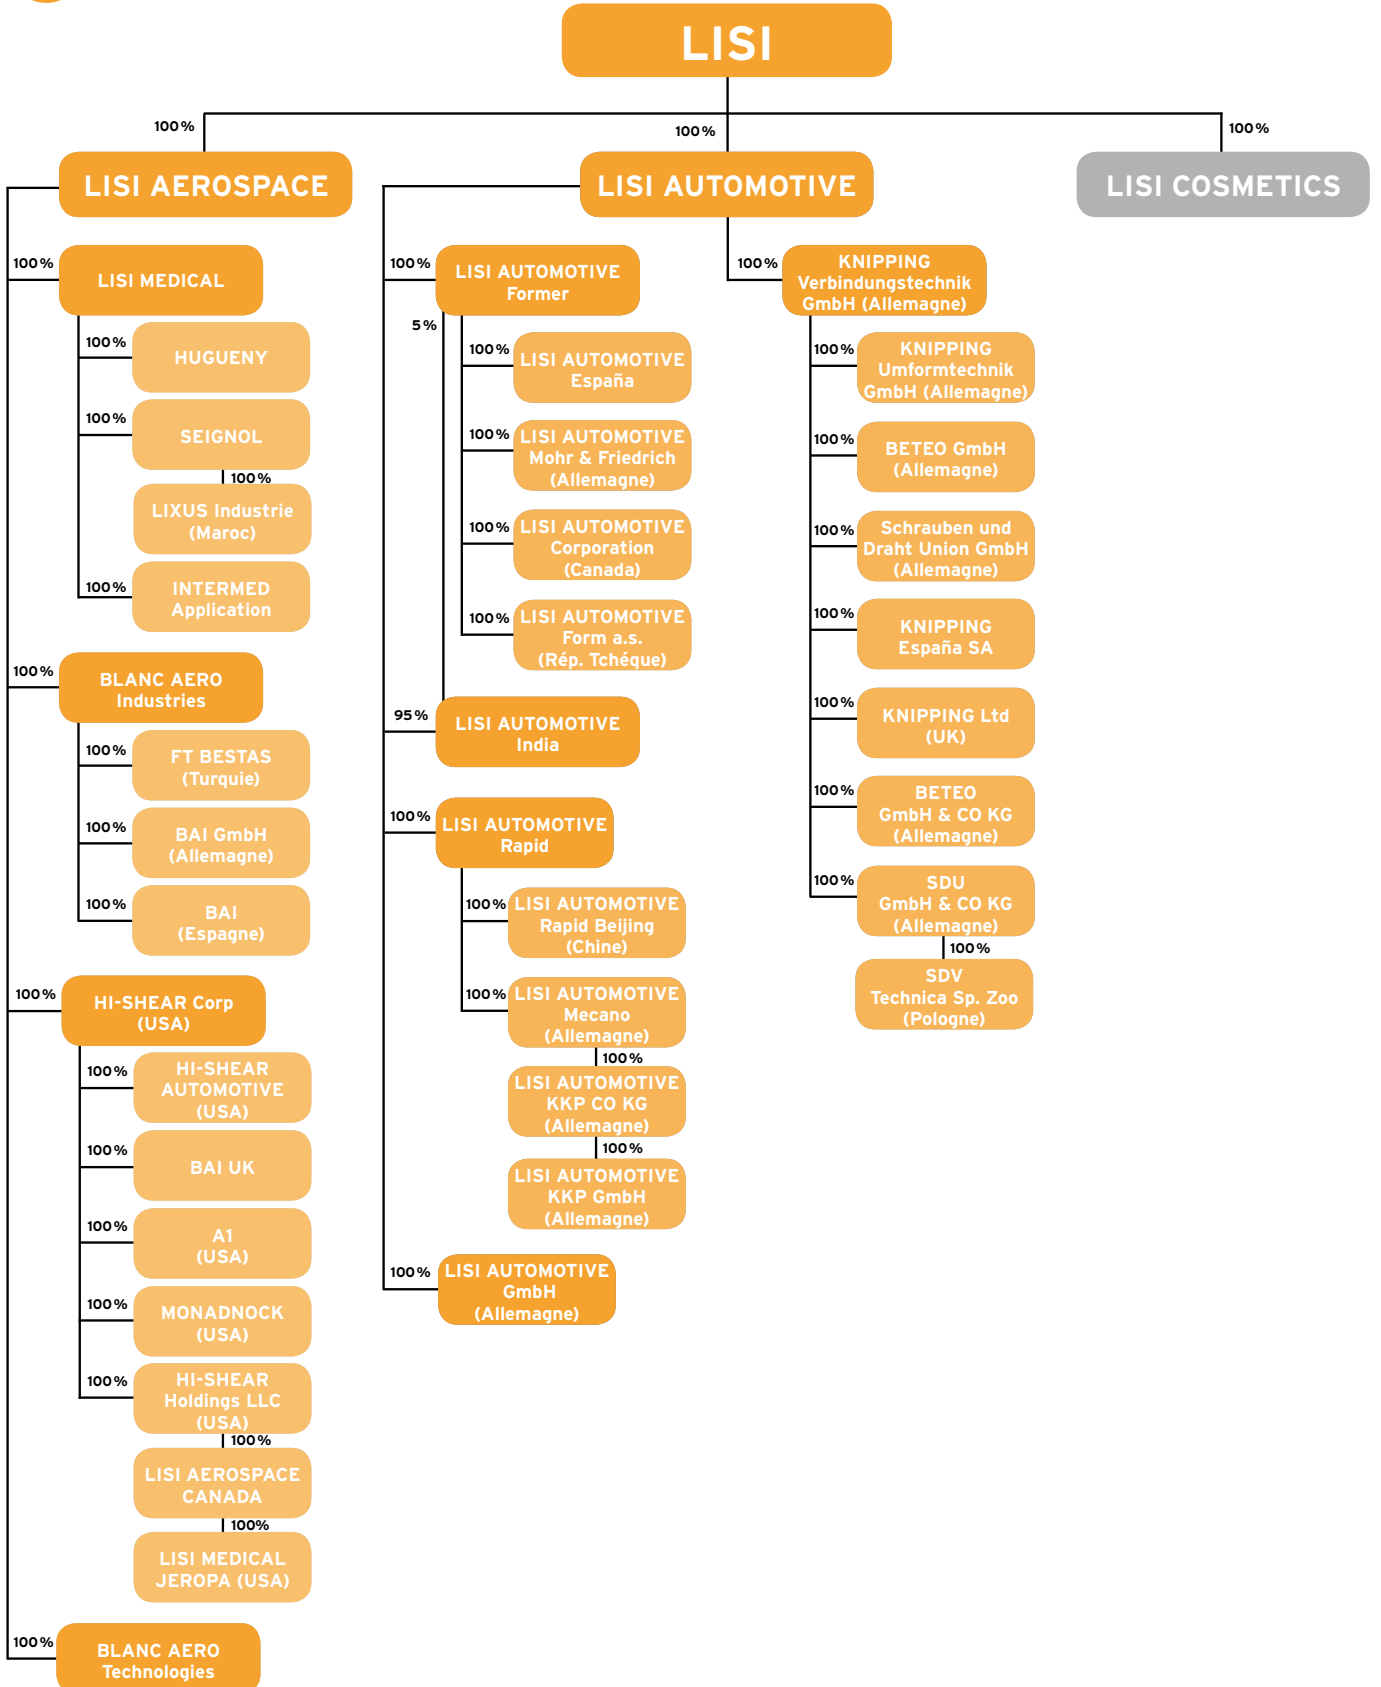 LISI
100%
100%
100%
LISI AEROSPACE
LISI AUTOMOTIVE
LISI COSMETICS
100%
LISI MEDICAL
100%
HUGUENY
100%
SEIGNOL
100%
LIXUS Industrie
(Maroc)
100%
INTERMED
Application
100%
BLANC AERO
Industries
100%
FT BESTAS
(Turquie)
100%
BAI GmbH
(Allemagne)
100%
BAI
(Espagne)
100%
HI-SHEAR Corp
(USA)
100%
HI-SHEAR
AUTOMOTIVE
(USA)
100%
BAI UK
100%
A1
(USA)
100%
MONADNOCK
(USA)
100%
HI-SHEAR
Holdings LLC
(USA)
100%
LISI AEROSPACE
CANADA
100%
LISI MEDICAL
JEROPA (USA)
100%
BLANC AERO
Technologies
100%
LISI AUTOMOTIVE
Former
5%
100%
LISI AUTOMOTIVE
España
100%
LISI AUTOMOTIVE
Mohr & Friedrich
(Allemagne)
100%
LISI AUTOMOTIVE
Corporation
(Canada)
100%
LISI AUTOMOTIVE
Form a.s.
(Rép. Tchéque)
95%
LISI AUTOMOTIVE
India
100%
LISI AUTOMOTIVE
Rapid
100%
LISI AUTOMOTIVE
Rapid Beijing
(Chine)
100%
LISI AUTOMOTIVE
Mecano
(Allemagne)
100%
LISI AUTOMOTIVE
KKP CO KG
(Allemagne)
100%
LISI AUTOMOTIVE
KKP GmbH
(Allemagne)
100%
LISI AUTOMOTIVE
GmbH
(Allemagne)
100%
KNIPPING
Verbindungstechnik
GmbH (Allemagne)
100%
KNIPPING
Umformtechnik
GmbH (Allemagne)
100%
BETEO GmbH
(Allemagne)
100%
Schrauben und
Draht Union GmbH
(Allemagne)
100%
KNIPPING
España SA
100%
KNIPPING Ltd
(UK)
100%
BETEO
GmbH & CO KG
(Allemagne)
100%
SDU
GmbH & CO KG
(Allemagne)
100%
SDV
Technica Sp. Zoo
(Pologne)